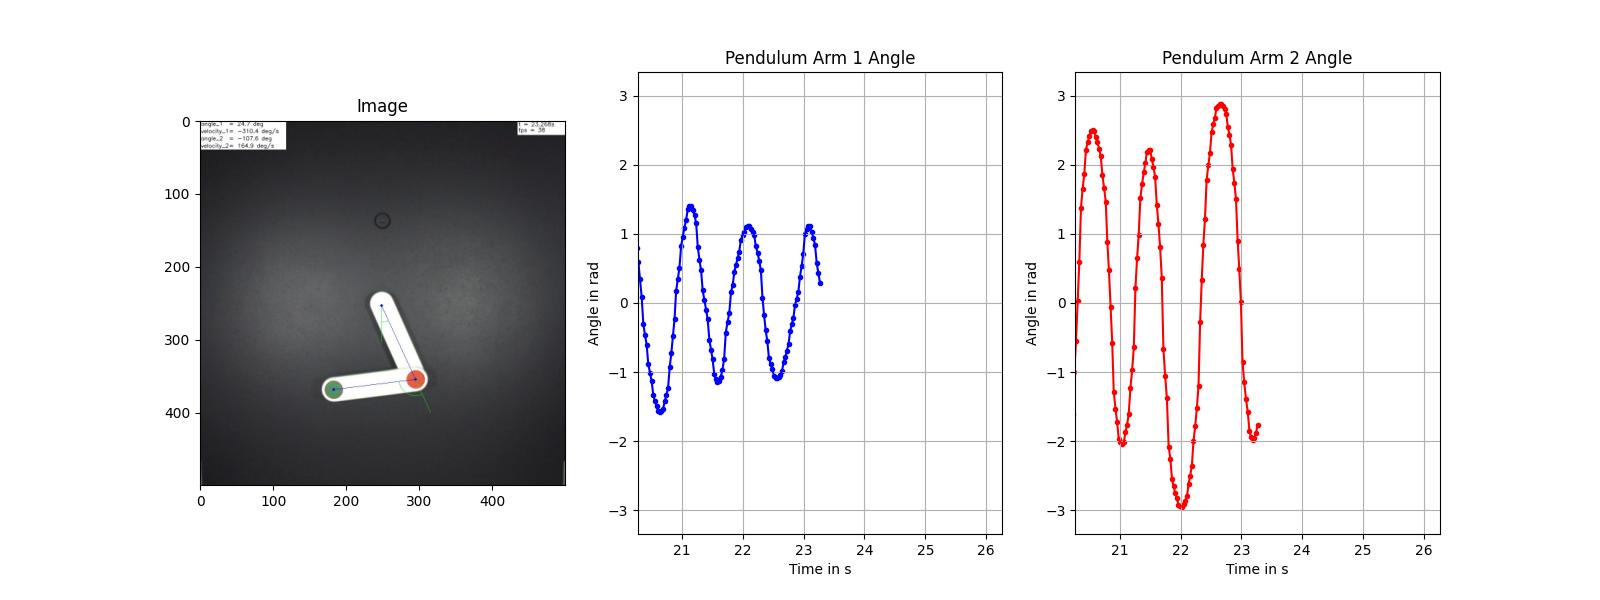 Image
angle_1 = 24.7 deg
velocity_1= -310.4 deg/s
angle_2 = -107.6 deg
velocity_2= 164.9 deg/s
t = 23.268s
fps = 38
0
100
200
300
400
0 100 200 300 400
Pendulum Arm 1 Angle
Angle in rad
3
2
1
0
−1
−2
−3
21 22 23 24 25 26
Time in s
Pendulum Arm 2 Angle
Angle in rad
3
2
1
0
−1
−2
−3
21 22 23 24 25 26
Time in s